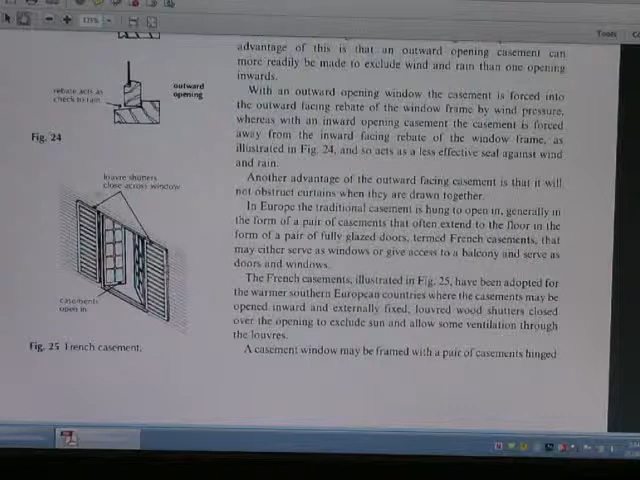 125%
Tools
advantage of this is that an outward opening casement can
more readily be made to exclude wind and rain than one opening
inwards.
With an outward opening window the casement is forced into
the outward facing rebate of the window frame by wind pressure,
whereas with an inward opening casement the casement is forced
away from the inward facing rebate of the window frame, as
illustrated in Fig. 24, and so acts as a less effective seal against wind
and rain.
Another advantage of the outward facing casement is that it will
not obstruct curtains when they are drawn together.
In Europe the traditional casement is hung to open in, generally in
the form of a pair of casements that often extend to the floor in the
form of a pair of fully glazed doors, termed French casements, that
may either serve as windows or give access to a balcony and serve as
doors and windows.
The French casements, illustrated in Fig. 25, have been adopted for
the warmer southern European countries where the casements may be
opened inward and externally fixed, louvred wood shutters closed
over the opening to exclude sun and allow some ventilation through
the louvres.
A casement window may be framed with a pair of casements hinged
rebate acts as
check to rain
outward
opening
Fig. 24
louvre shutters
close across window
casements
open in
Fig. 25 French casement.